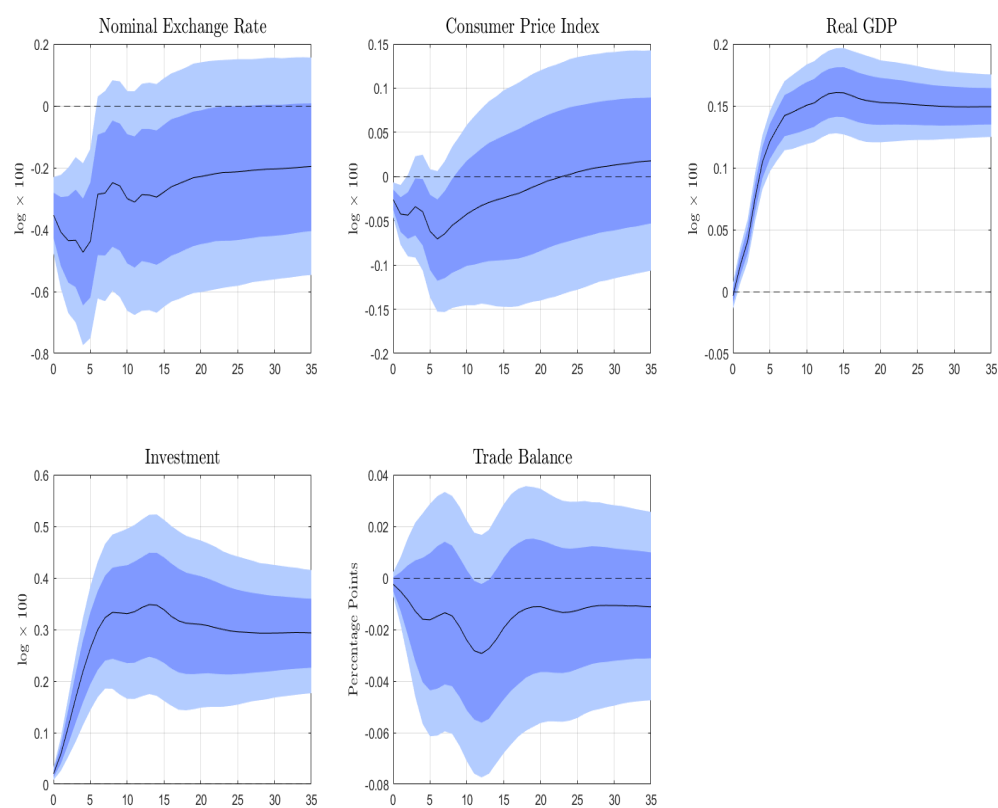 Nominal Exchange Rate
log × 100
0.2
0
-0.2
-0.4
-0.6
-0.8
0 5 10 15 20 25 30 35
Consumer Price Index
log × 100
0.15
0.1
0.05
0
-0.05
-0.1
-0.15
-0.2
0 5 10 15 20 25 30 35
Real GDP
log × 100
0.2
0.15
0.1
0.05
0
-0.05
0 5 10 15 20 25 30 35
Investment
log × 100
0.6
0.5
0.4
0.3
0.2
0.1
0
0 5 10 15 20 25 30 35
Trade Balance
Percentage Points
0.04
0.02
0
-0.02
-0.04
-0.06
-0.08
0 5 10 15 20 25 30 35